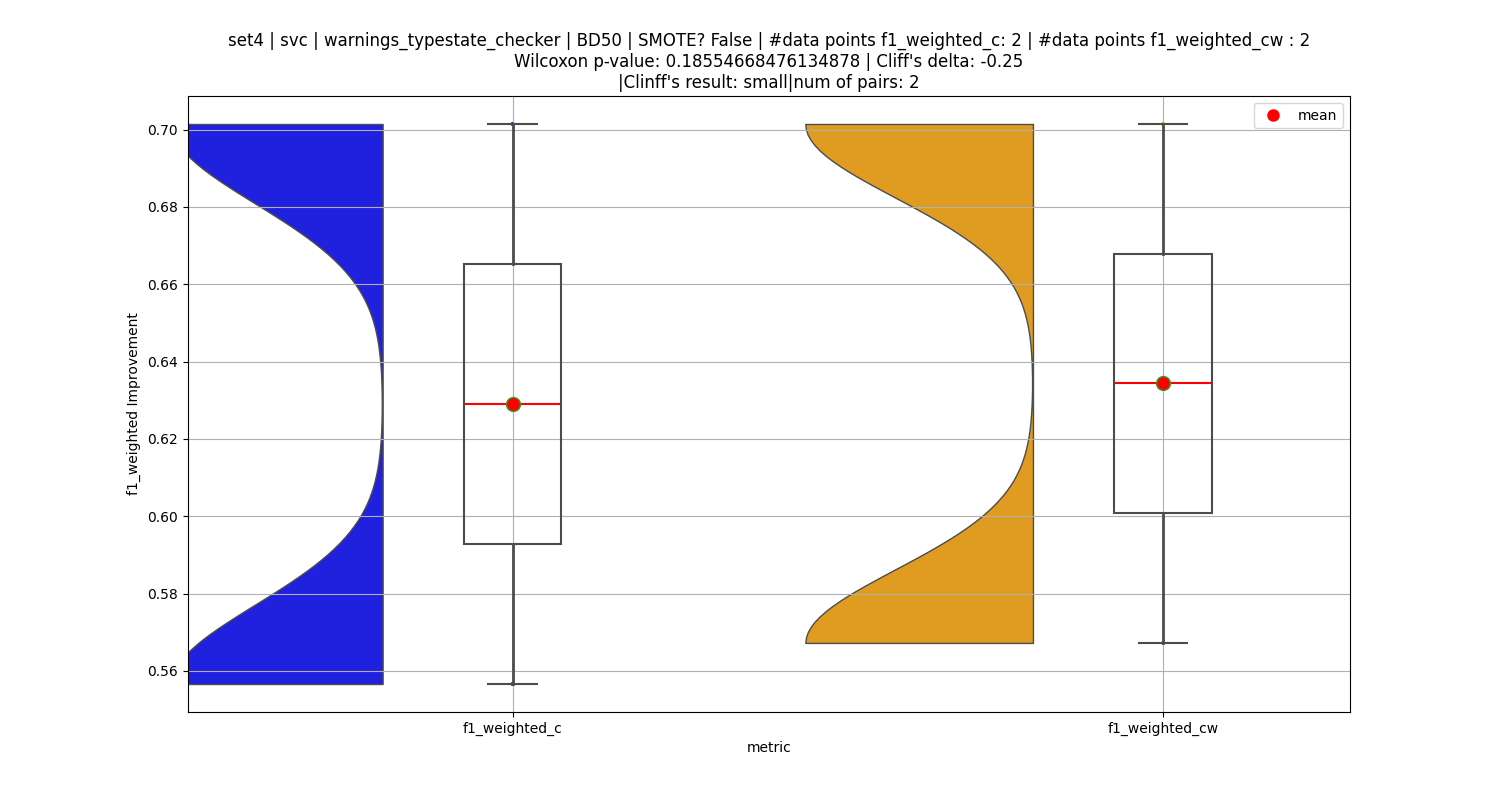 set4 | svc | warnings_typestate_checker | BD50 | SMOTE? False | #data points f1_weighted_c: 2 | #data points f1_weighted_cw : 2
Wilcoxon p-value: 0.18554668476134878 | Cliff's delta: -0.25
|Clinff's result: small|num of pairs: 2
mean
0.70
0.68
0.66
0.64
0.62
0.60
0.58
0.56
f1_weighted Improvement
f1_weighted_c
f1_weighted_cw
metric